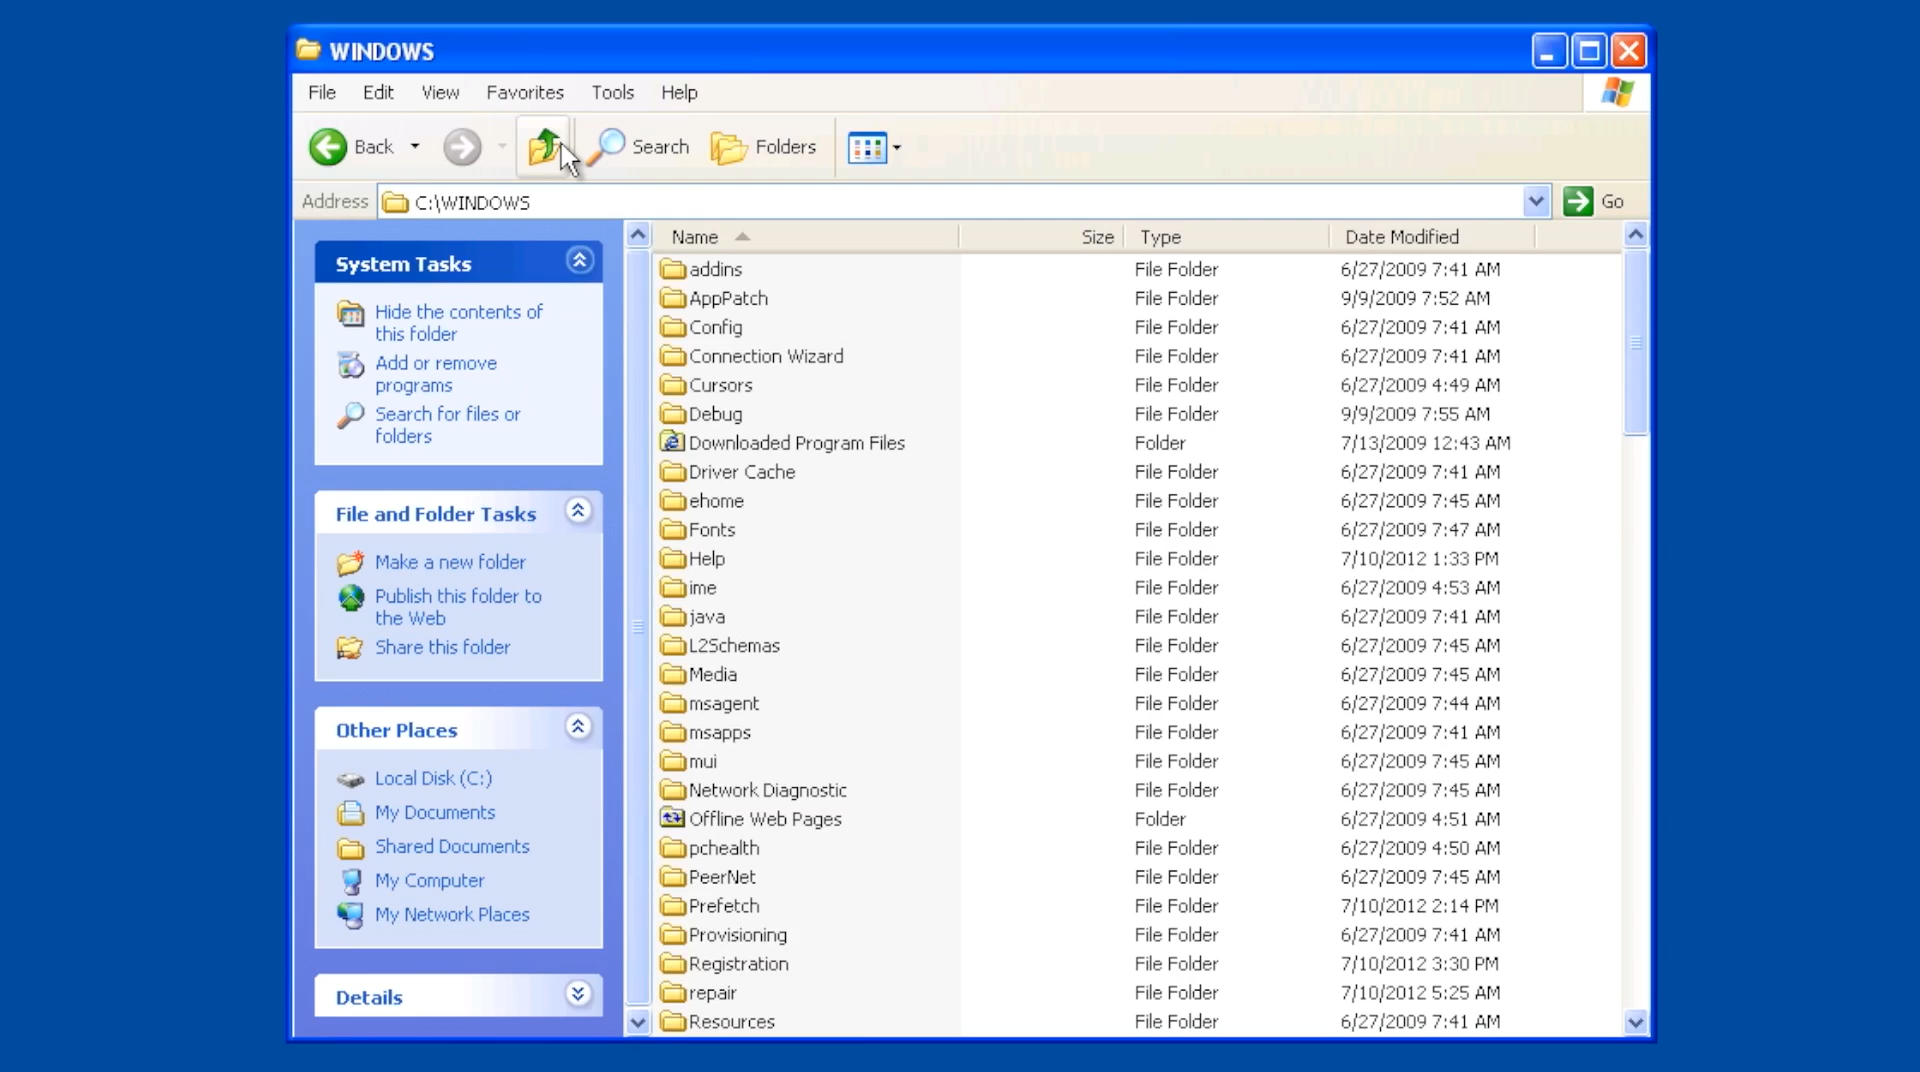 WINDOWS
File Edit View Favorites Tools Help
Back Search Folders
Address C:\WINDOWS Go
System Tasks
Hide the contents of
this folder
Add or remove
programs
Search for files or
folders
File and Folder Tasks
Make a new folder
Publish this folder to
the Web
Share this folder
Other Places
Local Disk (C:)
My Documents
Shared Documents
My Computer
My Network Places
Details
Name Size Type Date Modified
addins File Folder 6/27/2009 7:41 AM
AppPatch File Folder 9/9/2009 7:52 AM
Config File Folder 6/27/2009 7:41 AM
Connection Wizard File Folder 6/27/2009 7:41 AM
Cursors File Folder 6/27/2009 4:49 AM
Debug File Folder 9/9/2009 7:55 AM
Downloaded Program Files Folder 7/13/2009 12:43 AM
Driver Cache File Folder 6/27/2009 7:41 AM
ehome File Folder 6/27/2009 7:45 AM
Fonts File Folder 6/27/2009 7:47 AM
Help File Folder 7/10/2012 1:33 PM
ime File Folder 6/27/2009 4:53 AM
java File Folder 6/27/2009 7:41 AM
L2Schemas File Folder 6/27/2009 7:45 AM
Media File Folder 6/27/2009 7:45 AM
msagent File Folder 6/27/2009 7:44 AM
msapps File Folder 6/27/2009 7:41 AM
mui File Folder 6/27/2009 7:45 AM
Network Diagnostic File Folder 6/27/2009 7:45 AM
Offline Web Pages Folder 6/27/2009 4:51 AM
pchealth File Folder 6/27/2009 4:50 AM
PeerNet File Folder 6/27/2009 7:45 AM
Prefetch File Folder 7/10/2012 2:14 PM
Provisioning File Folder 6/27/2009 7:41 AM
Registration File Folder 7/10/2012 3:30 PM
repair File Folder 7/10/2012 5:25 AM
Resources File Folder 6/27/2009 7:41 AM